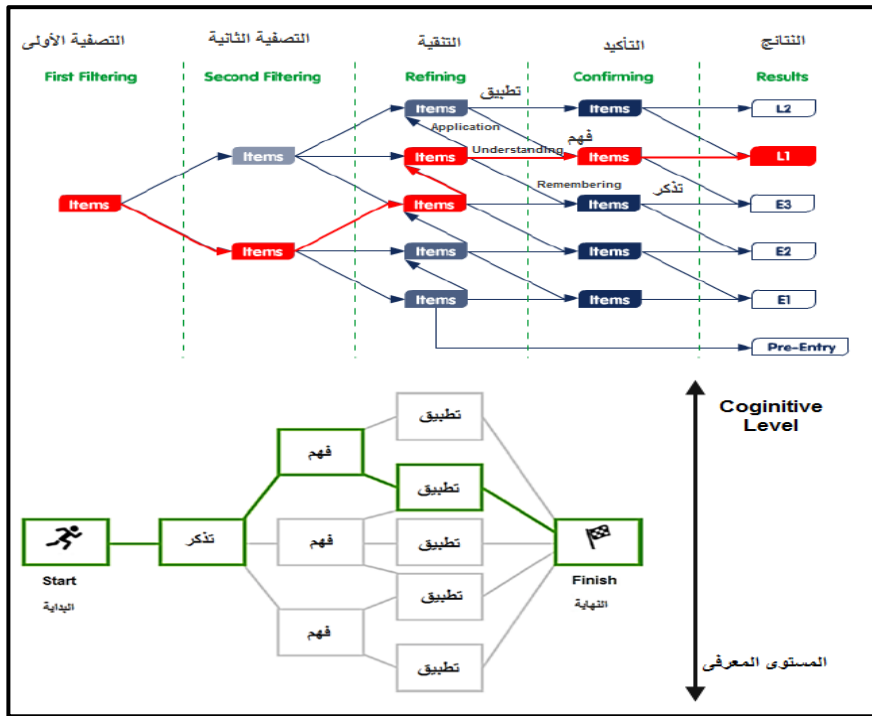 التصفية الأولى
التصفية الثانية
التنقية
التأكيد
النتائج
First Filtering
Second Filtering
Refining
Confirming
Results
تطبيق
Items
Items
L2
Application
فهم
Items
Understanding
Items
Items
L1
Remembering
تذكر
Items
Items
Items
E3
Items
Items
Items
E2
Items
Items
E1
Pre-Entry
Coginitive
Level
تطبيق
فهم
تطبيق
تذكر
فهم
تطبيق
Start
البداية
Finish
النهاية
تطبيق
فهم
تطبيق
المستوى المعرفى